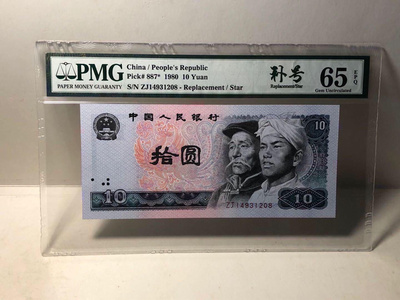 PMG
PAPER MONEY GUARANTY
China / People's Republic
Pick# 887* 1980 10 Yuan
S/N ZJ14931208 - Replacement / Star
补号
Replacement/Star
65 EPQ
Gem Uncirculated
中国人民银行
10
拾圆
10
ZJ14931208
10